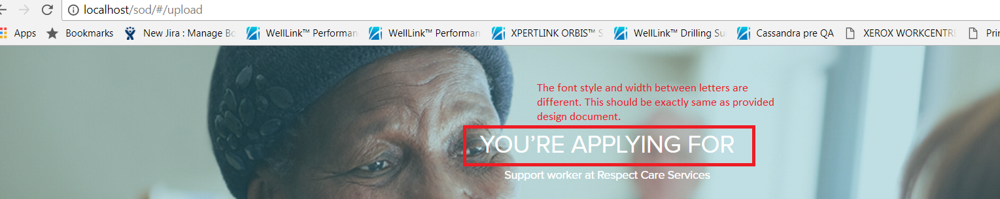 localhost/sod/#/upload
Apps Bookmarks New Jira : Manage Bo WellLink™ Performan WellLink™ Performan XPERTLINK ORBIS™ S WellLink™ Drilling Su Cassandra pre QA XEROX WORKCENTRE Prin
The font style and width between letters are
different. This should be exactly same as provided
design document.
YOU’RE APPLYING FOR
Support worker at Respect Care Services